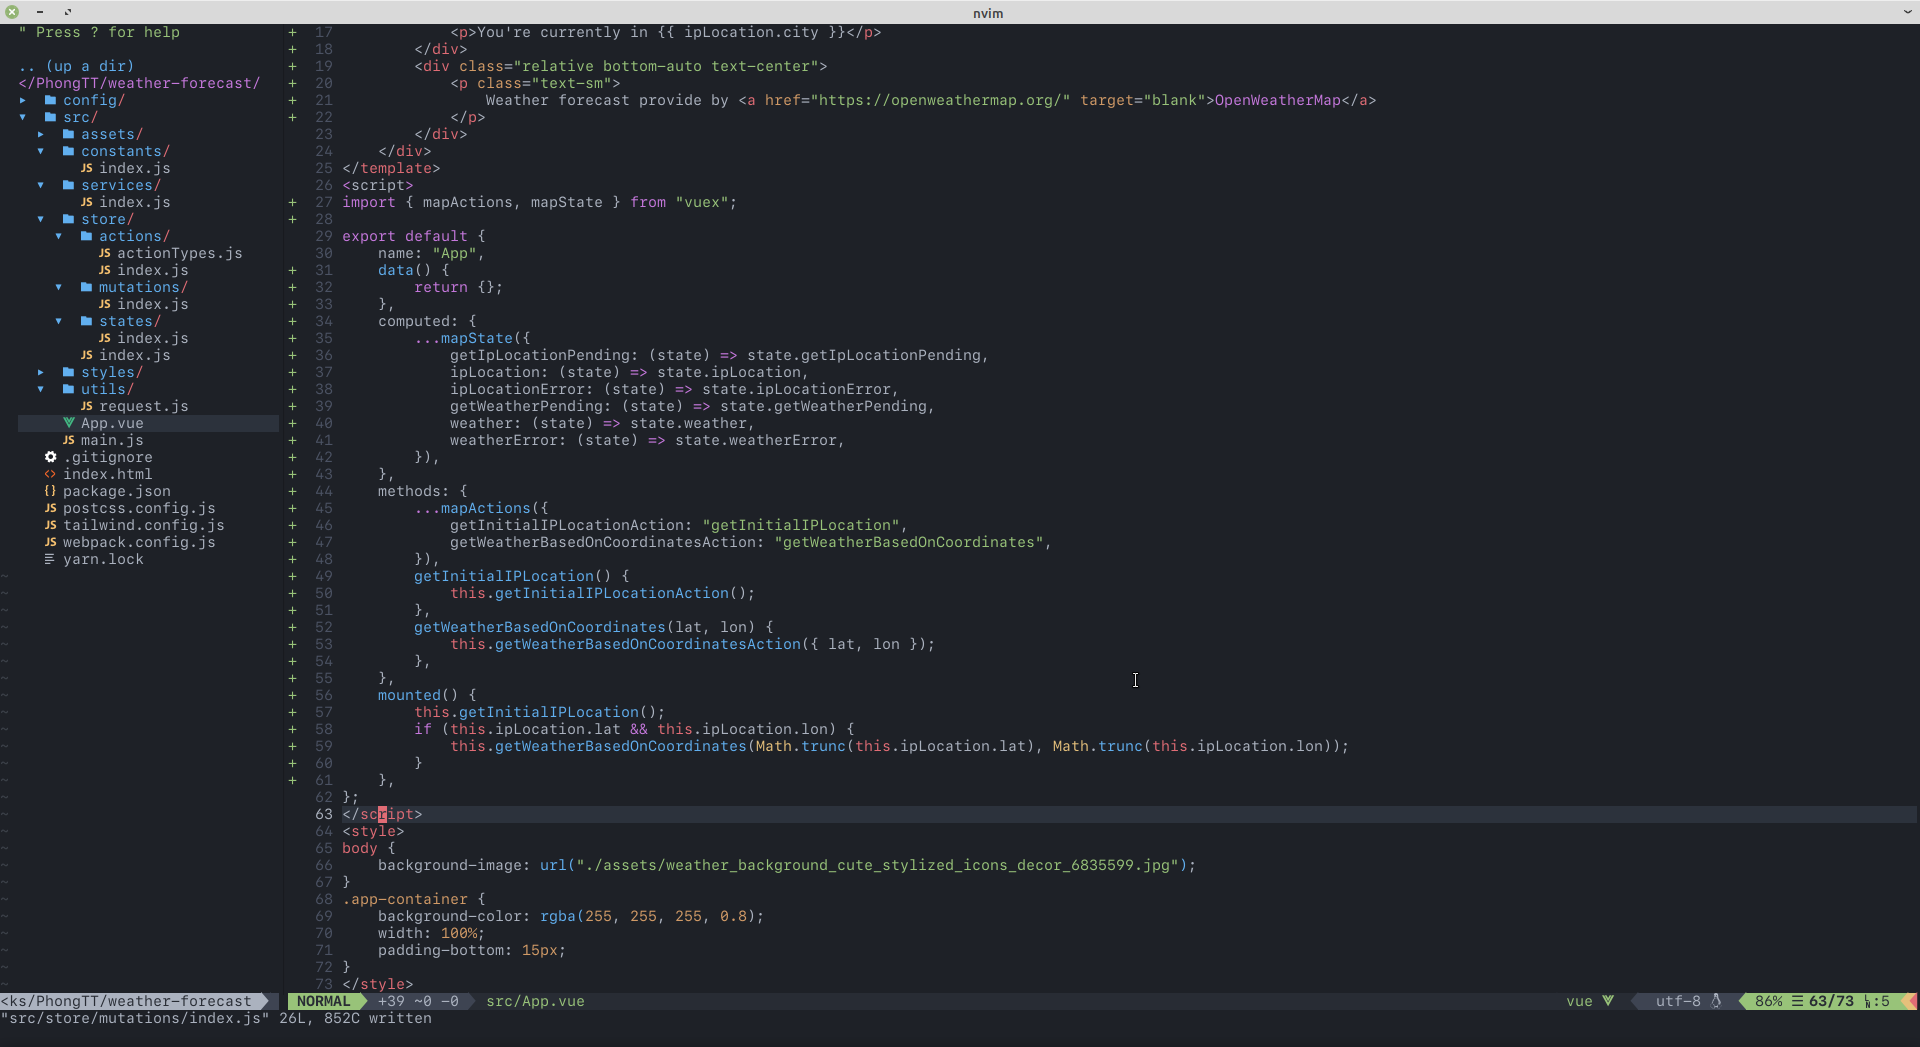 nvim
" Press ? for help
.. (up a dir)
</PhongTT/weather-forecast/
▸ config/
▾ src/
▸ assets/
▾ constants/
JS index.js
▾ services/
JS index.js
▾ store/
▾ actions/
JS actionTypes.js
JS index.js
▾ mutations/
JS index.js
▾ states/
JS index.js
JS index.js
▸ styles/
▾ utils/
JS request.js
App.vue
JS main.js
.gitignore
<> index.html
{} package.json
JS postcss.config.js
JS tailwind.config.js
JS webpack.config.js
yarn.lock
+ 17 <p>You're currently in {{ ipLocation.city }}</p>
+ 18 </div>
+ 19 <div class="relative bottom-auto text-center">
+ 20 <p class="text-sm">
+ 21 Weather forecast provide by <a href="https://openweathermap.org/" target="blank">OpenWeatherMap</a>
+ 22 </p>
23 </div>
24 </div>
25 </template>
26 <script>
+ 27 import { mapActions, mapState } from "vuex";
+ 28
29 export default {
30 name: "App",
+ 31 data() {
+ 32 return {};
+ 33 },
+ 34 computed: {
+ 35 ...mapState({
+ 36 getIpLocationPending: (state) => state.getIpLocationPending,
+ 37 ipLocation: (state) => state.ipLocation,
+ 38 ipLocationError: (state) => state.ipLocationError,
+ 39 getWeatherPending: (state) => state.getWeatherPending,
+ 40 weather: (state) => state.weather,
+ 41 weatherError: (state) => state.weatherError,
+ 42 }),
+ 43 },
+ 44 methods: {
+ 45 ...mapActions({
+ 46 getInitialIPLocationAction: "getInitialIPLocation",
+ 47 getWeatherBasedOnCoordinatesAction: "getWeatherBasedOnCoordinates",
+ 48 }),
+ 49 getInitialIPLocation() {
+ 50 this.getInitialIPLocationAction();
+ 51 },
+ 52 getWeatherBasedOnCoordinates(lat, lon) {
+ 53 this.getWeatherBasedOnCoordinatesAction({ lat, lon });
+ 54 },
+ 55 },
+ 56 mounted() {
+ 57 this.getInitialIPLocation();
+ 58 if (this.ipLocation.lat && this.ipLocation.lon) {
+ 59 this.getWeatherBasedOnCoordinates(Math.trunc(this.ipLocation.lat), Math.trunc(this.ipLocation.lon));
+ 60 }
+ 61 },
62 };
63 </script>
64 <style>
65 body {
66 background-image: url("./assets/weather_background_cute_stylized_icons_decor_6835599.jpg");
67 }
68 .app-container {
69 background-color: rgba(255, 255, 255, 0.8);
70 width: 100%;
71 padding-bottom: 15px;
72 }
73 </style>
<ks/PhongTT/weather-forecast NORMAL +39 ~0 -0 src/App.vue vue utf-8 86% ☰ 63/73 :5
"src/store/mutations/index.js" 26L, 852C written